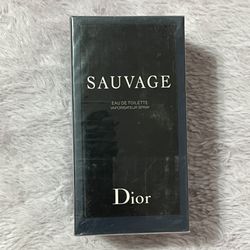 SAUVAGE
EAU DE TOILETTE
VAPORISATEUR SPRAY
Dior